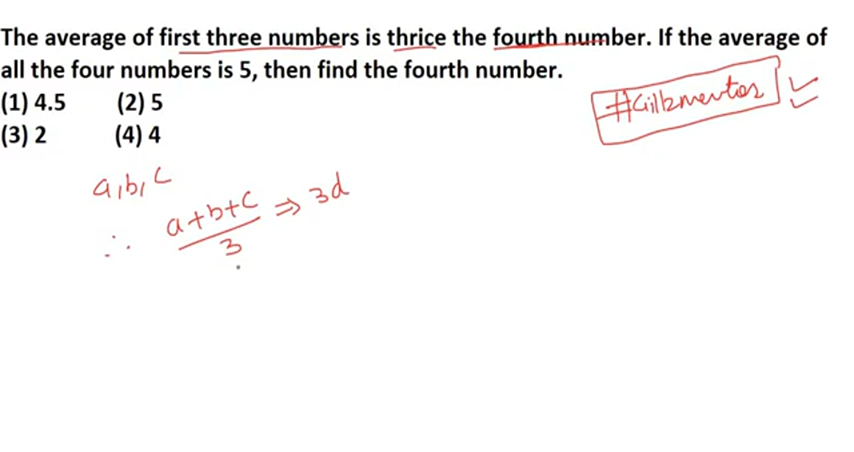 The average of first three numbers is thrice the fourth number. If the average of
all the four numbers is 5, then find the fourth number.
(1) 4.5 (2) 5
(3) 2 (4) 4
#Gillzmentor
a, b, c
∴ a+b+c/3 ⇒ 3d